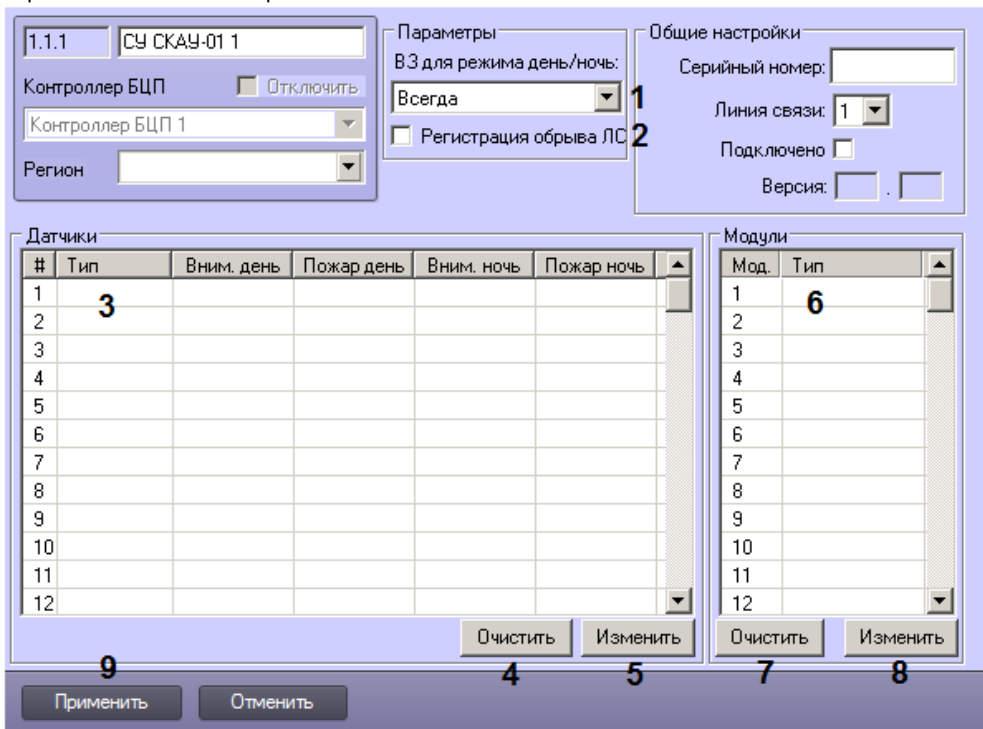 1.1.1 СУ СКАУ-01 1
Контроллер БЦП Отключить
Контроллер БЦП 1
Регион
Параметры
ВЗ для режима день/ночь:
Всегда 1
Регистрация обрыва ЛС 2
Общие настройки
Серийный номер:
Линия связи: 1
Подключено
Версия: .
Датчики
# Тип Вним. день Пожар день Вним. ночь Пожар ночь
1
3
2
3
4
5
6
7
8
9
10
11
12
Очистить Изменить
4 5
Модули
Мод. Тип
1
6
2
3
4
5
6
7
8
9
10
11
12
Очистить Изменить
7 8
9
Применить Отменить